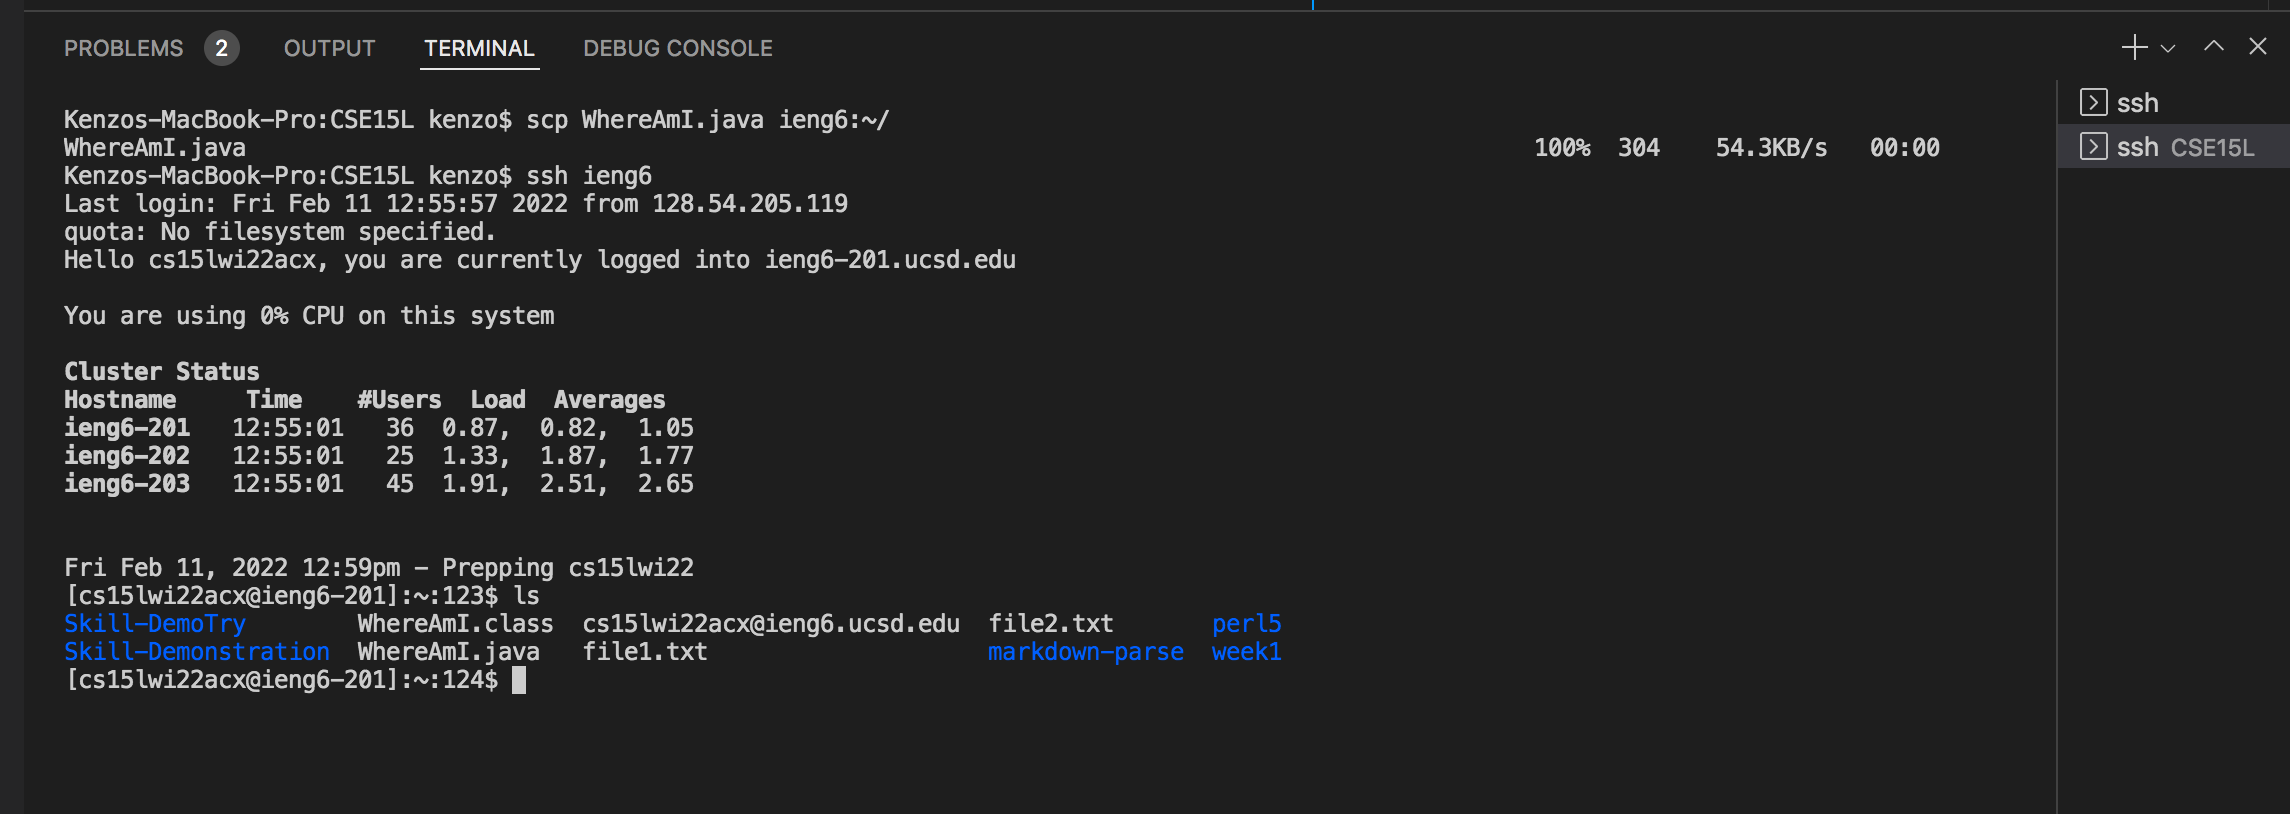 PROBLEMS 2 OUTPUT TERMINAL DEBUG CONSOLE
Kenzos-MacBook-Pro:CSE15L kenzo$ scp WhereAmI.java ieng6:~/
WhereAmI.java 100% 304 54.3KB/s 00:00
Kenzos-MacBook-Pro:CSE15L kenzo$ ssh ieng6
Last login: Fri Feb 11 12:55:57 2022 from 128.54.205.119
quota: No filesystem specified.
Hello cs15lwi22acx, you are currently logged into ieng6-201.ucsd.edu
You are using 0% CPU on this system
Cluster Status
Hostname Time #Users Load Averages
ieng6-201 12:55:01 36 0.87, 0.82, 1.05
ieng6-202 12:55:01 25 1.33, 1.87, 1.77
ieng6-203 12:55:01 45 1.91, 2.51, 2.65
Fri Feb 11, 2022 12:59pm - Prepping cs15lwi22
[cs15lwi22acx@ieng6-201]:~:123$ ls
Skill-DemoTry WhereAmI.class cs15lwi22acx@ieng6.ucsd.edu file2.txt perl5
Skill-Demonstration WhereAmI.java file1.txt markdown-parse week1
[cs15lwi22acx@ieng6-201]:~:124$
ssh
ssh CSE15L